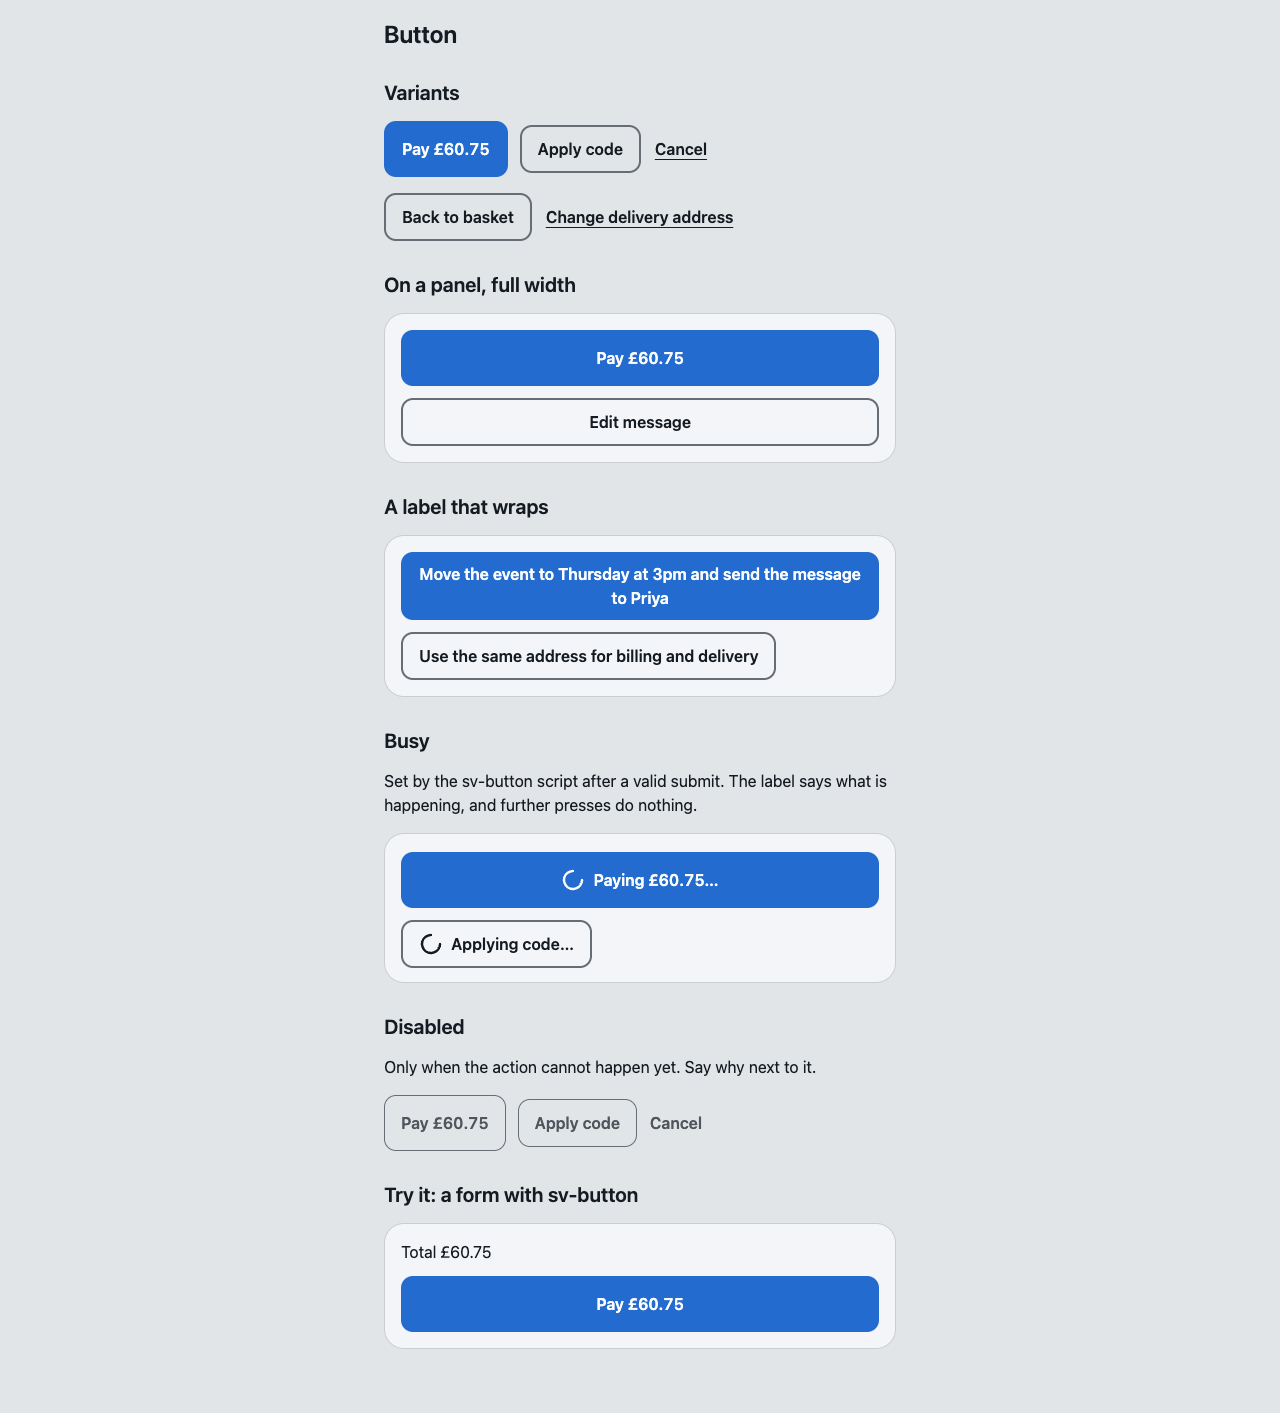 Button
Variants
Pay £60.75
Apply code
Cancel
Back to basket
Change delivery address
On a panel, full width
Pay £60.75
Edit message
A label that wraps
Move the event to Thursday at 3pm and send the message
to Priya
Use the same address for billing and delivery
Busy
Set by the sv-button script after a valid submit. The label says what is
happening, and further presses do nothing.
Paying £60.75...
Applying code...
Disabled
Only when the action cannot happen yet. Say why next to it.
Pay £60.75
Apply code
Cancel
Try it: a form with sv-button
Total £60.75
Pay £60.75